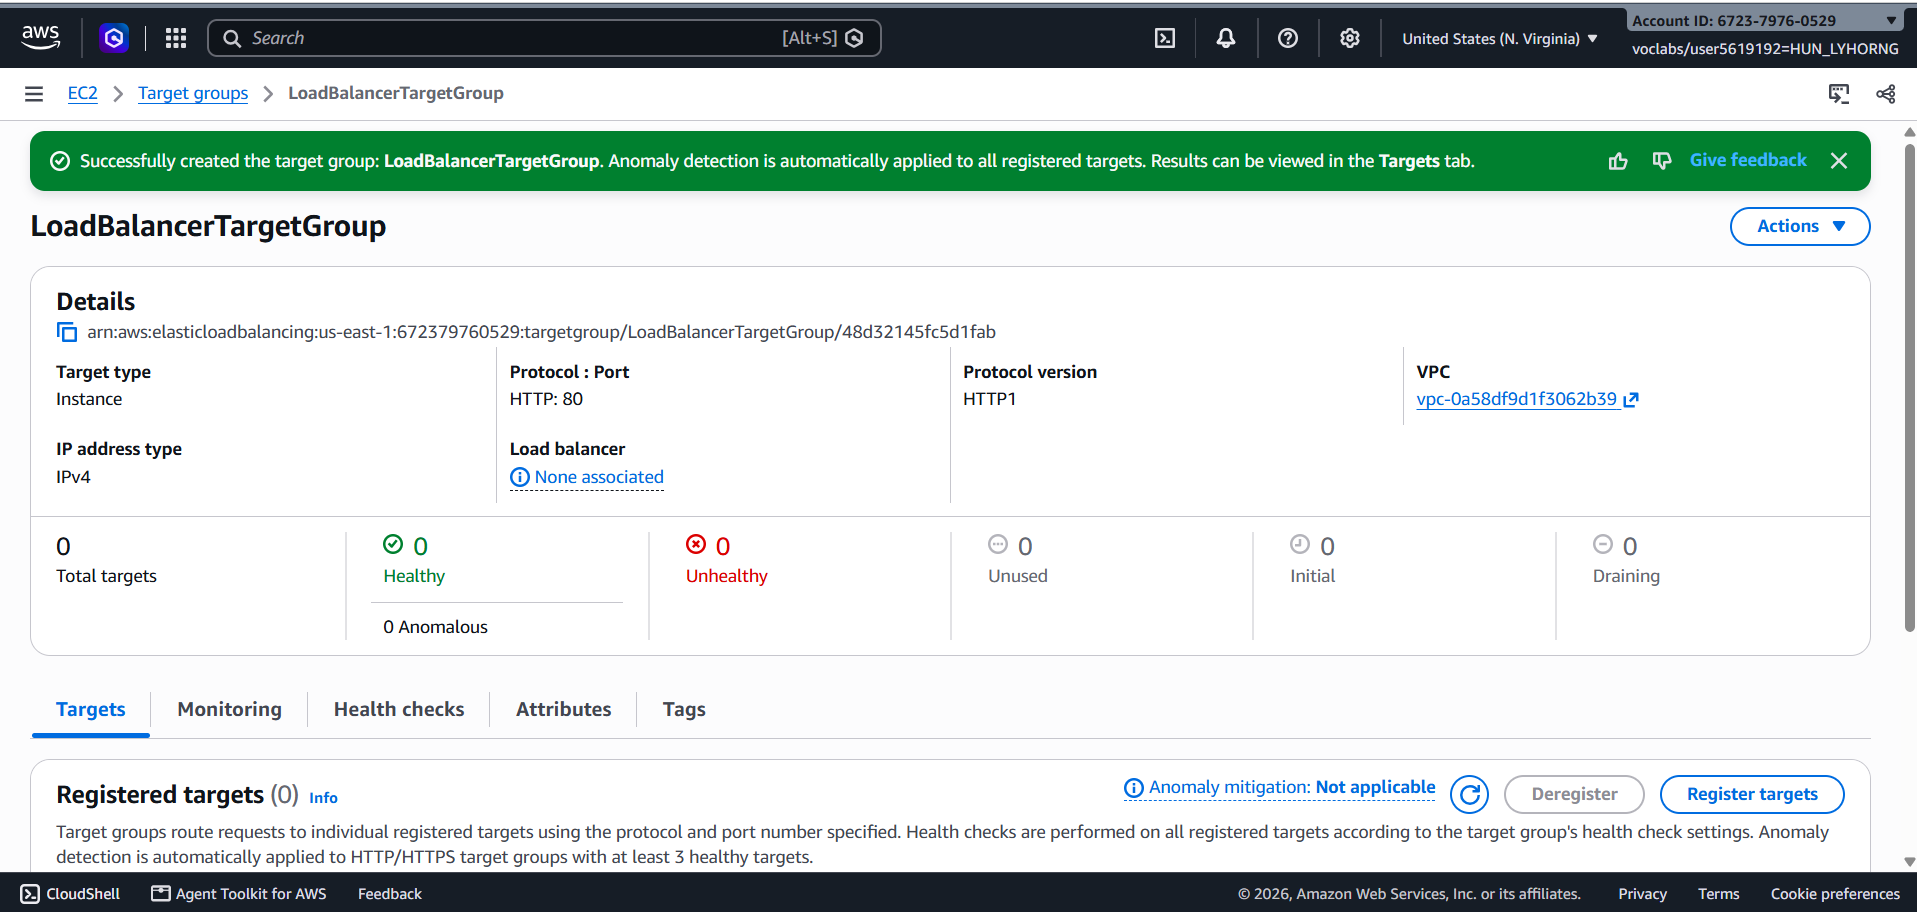 aws
Search [Alt+S]
United States (N. Virginia)
Account ID: 6723-7976-0529
voclabs/user5619192=HUN_LYHORNG
EC2 > Target groups > LoadBalancerTargetGroup
Successfully created the target group: LoadBalancerTargetGroup. Anomaly detection is automatically applied to all registered targets. Results can be viewed in the Targets tab.
Give feedback
LoadBalancerTargetGroup
Actions
Details
arn:aws:elasticloadbalancing:us-east-1:672379760529:targetgroup/LoadBalancerTargetGroup/48d32145fc5d1fab
Target type
Instance
Protocol : Port
HTTP: 80
Protocol version
HTTP1
VPC
vpc-0a58df9d1f3062b39
IP address type
IPv4
Load balancer
None associated
0
Total targets
0
Healthy
0 Anomalous
0
Unhealthy
0
Unused
0
Initial
0
Draining
Targets
Monitoring
Health checks
Attributes
Tags
Registered targets (0) Info
Anomaly mitigation: Not applicable
Deregister
Register targets
Target groups route requests to individual registered targets using the protocol and port number specified. Health checks are performed on all registered targets according to the target group's health check settings. Anomaly
detection is automatically applied to HTTP/HTTPS target groups with at least 3 healthy targets.
CloudShell
Agent Toolkit for AWS
Feedback
© 2026, Amazon Web Services, Inc. or its affiliates.
Privacy
Terms
Cookie preferences